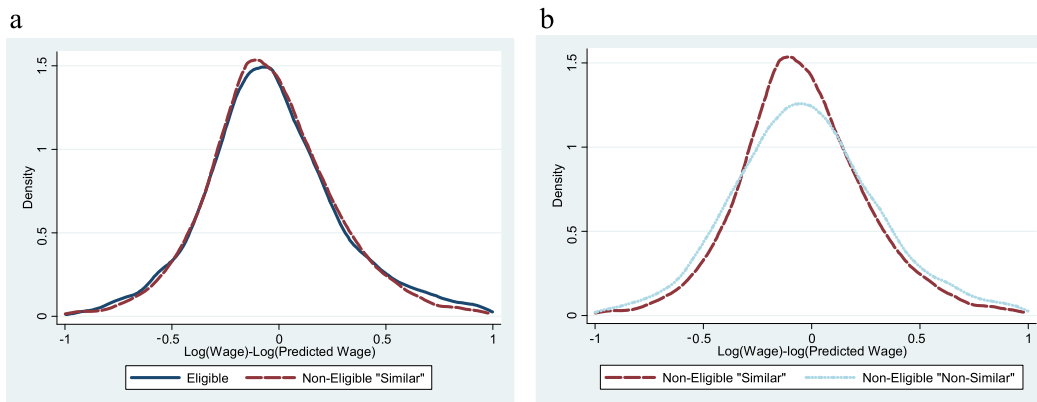 a
Density
1.5
1
0.5
0
-1
-0.5
0
0.5
1
Log(Wage)-Log(Predicted Wage)
Eligible
Non-Eligible "Similar"
b
Density
1.5
1
0.5
0
-1
-0.5
0
0.5
1
Log(Wage)-log(Predicted Wage)
Non-Eligible "Similar"
Non-Eligible "Non-Similar"